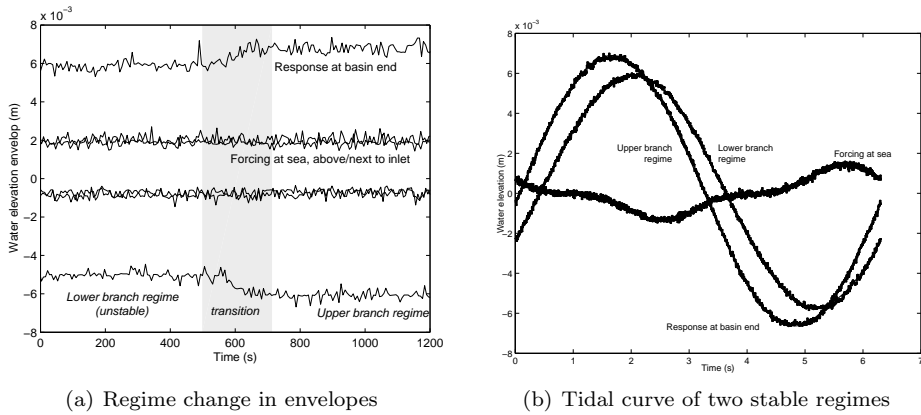 x 10⁻³
8
6
4
2
0
−2
−4
−6
−8
Water elevation envelop (m)
Response at basin end
Forcing at sea, above/next to inlet
Lower branch regime
(unstable)
transition
Upper branch regime
0 200 400 600 800 1000 1200
Time (s)
(a) Regime change in envelopes
x 10⁻³
8
6
4
2
0
−2
−4
−6
−8
Water elevation (m)
Upper branch
regime
Lower branch
regime
Forcing at sea
Response at basin end
0 1 2 3 4 5 6 7
Time (s)
(b) Tidal curve of two stable regimes